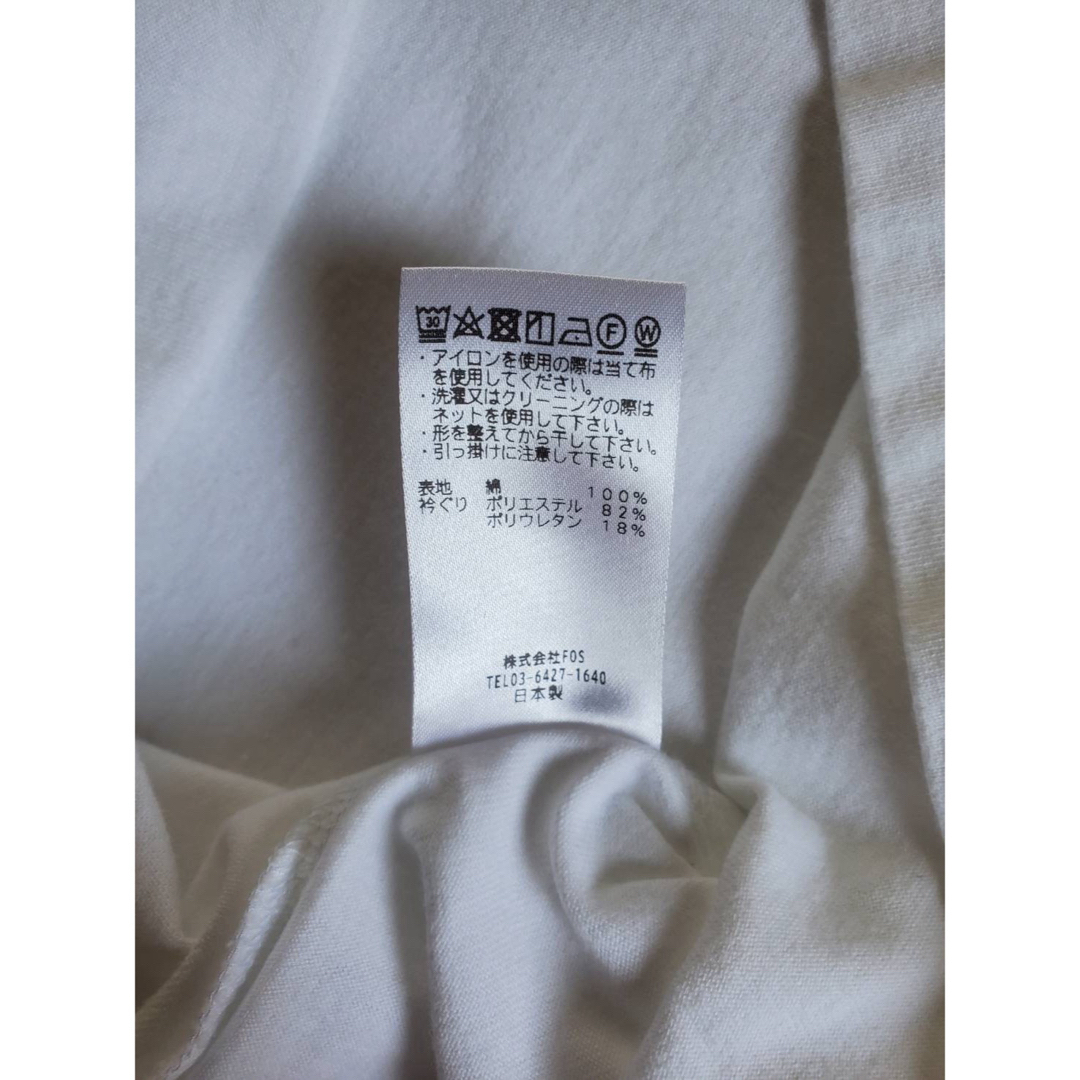 30 F W
・アイロンを使用の際は当て布
を使用してください。
・洗濯又はクリーニングの際は
ネットを使用して下さい。
・形を整えてから干して下さい。
・引っ掛けに注意して下さい。
表地 綿 100%
衿ぐり ポリエステル 82%
ポリウレタン 18%
株式会社FOS
TEL03-6427-1640
日本製